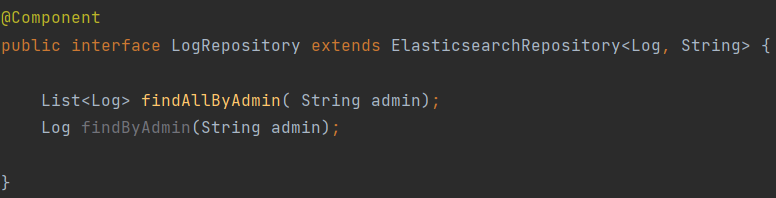 @Component
public interface LogRepository extends ElasticsearchRepository<Log, String> {
List<Log> findAllByAdmin( String admin);
Log findByAdmin(String admin);
}